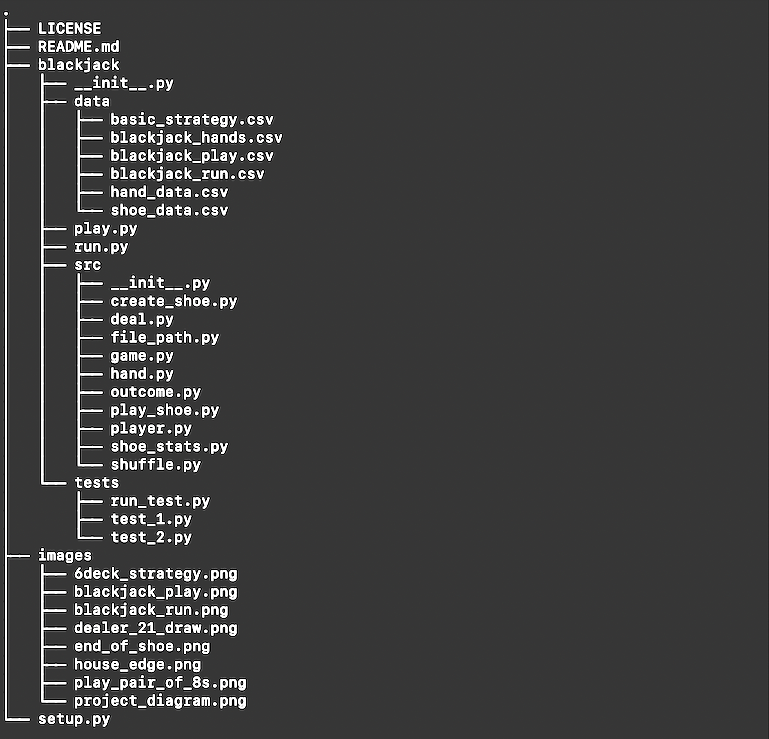 .
├── LICENSE
├── README.md
├── blackjack
│   ├── __init__.py
│   ├── data
│   │   ├── basic_strategy.csv
│   │   ├── blackjack_hands.csv
│   │   ├── blackjack_play.csv
│   │   ├── blackjack_run.csv
│   │   ├── hand_data.csv
│   │   └── shoe_data.csv
│   ├── play.py
│   ├── run.py
│   ├── src
│   │   ├── __init__.py
│   │   ├── create_shoe.py
│   │   ├── deal.py
│   │   ├── file_path.py
│   │   ├── game.py
│   │   ├── hand.py
│   │   ├── outcome.py
│   │   ├── play_shoe.py
│   │   ├── player.py
│   │   ├── shoe_stats.py
│   │   └── shuffle.py
│   └── tests
│       ├── run_test.py
│       ├── test_1.py
│       └── test_2.py
├── images
│   ├── 6deck_strategy.png
│   ├── blackjack_play.png
│   ├── blackjack_run.png
│   ├── dealer_21_draw.png
│   ├── end_of_shoe.png
│   ├── house_edge.png
│   ├── play_pair_of_8s.png
│   └── project_diagram.png
└── setup.py